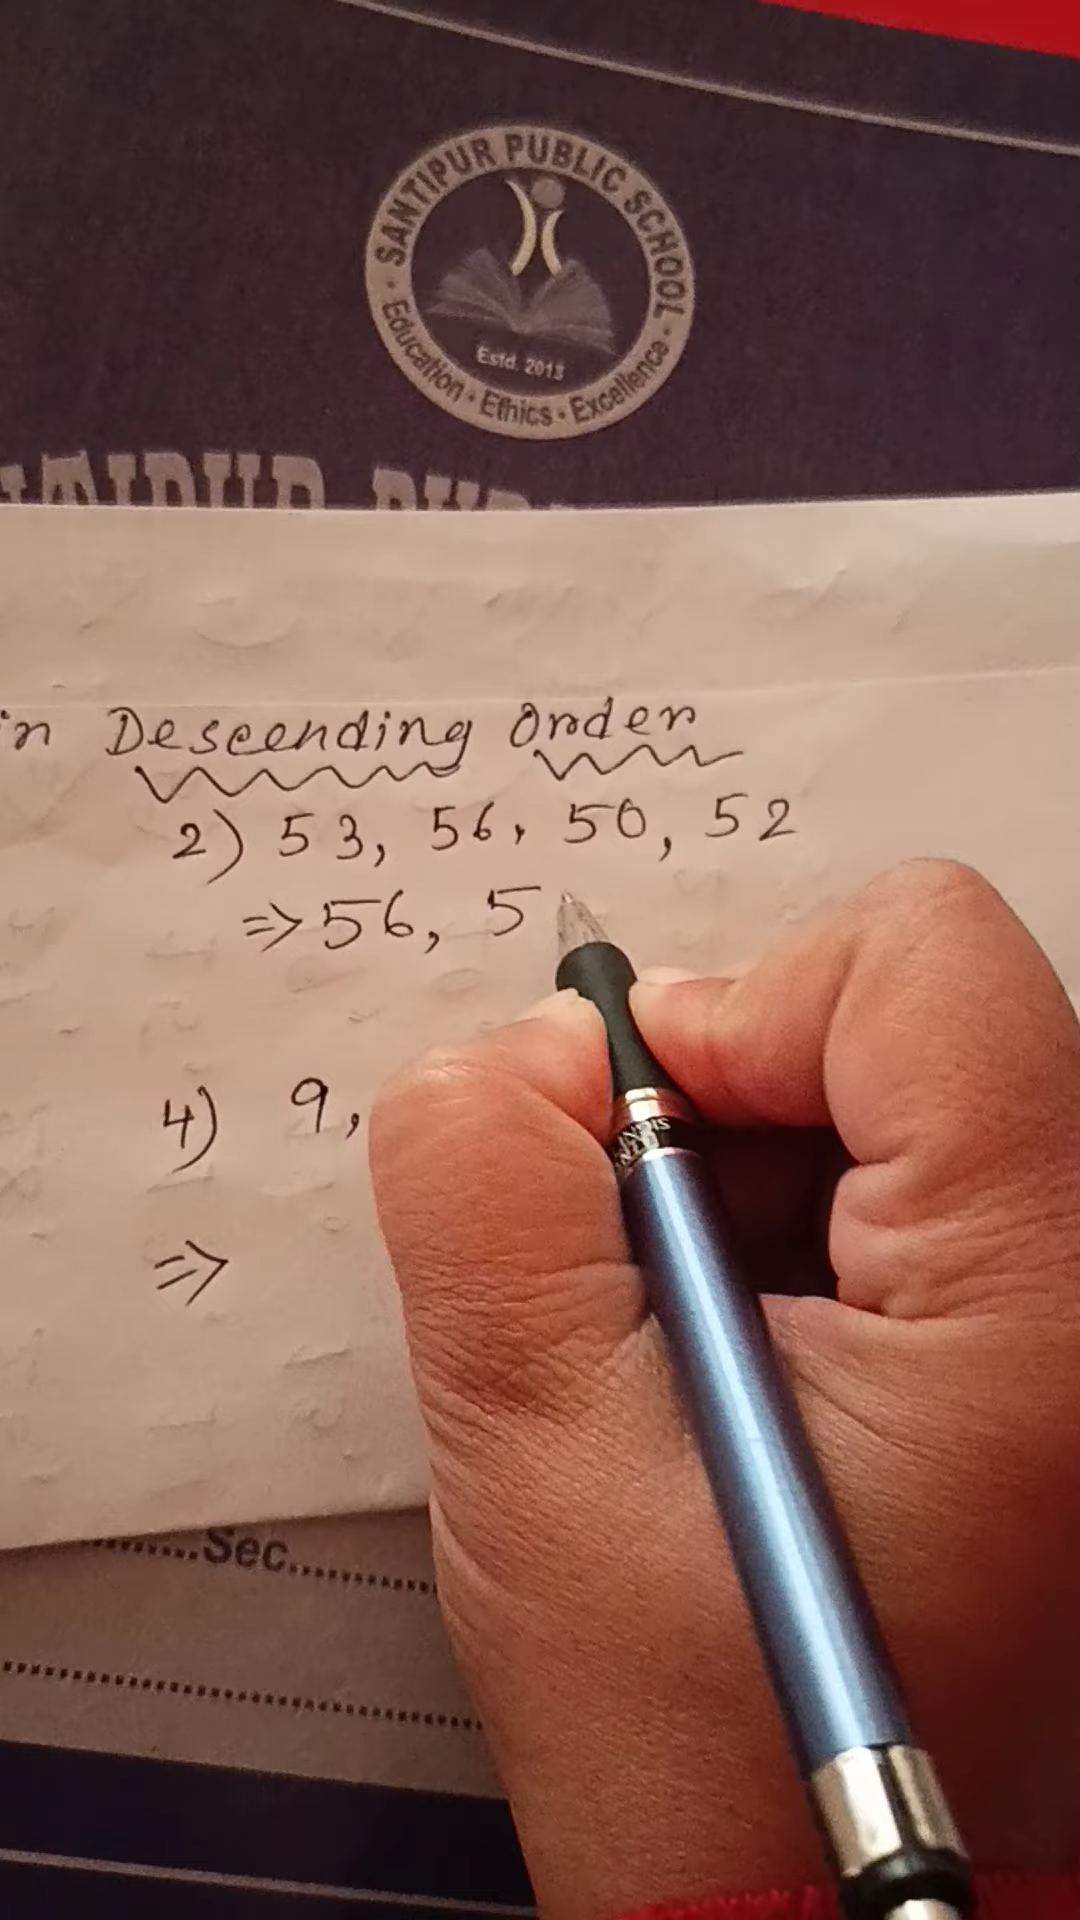 SANTIPUR PUBLIC SCHOOL
Estd. 2013
Education • Ethics • Excellence
in Descending Order
2) 53, 56, 50, 52
⇒ 56, 5
4) 9,
⇒
.......Sec..................